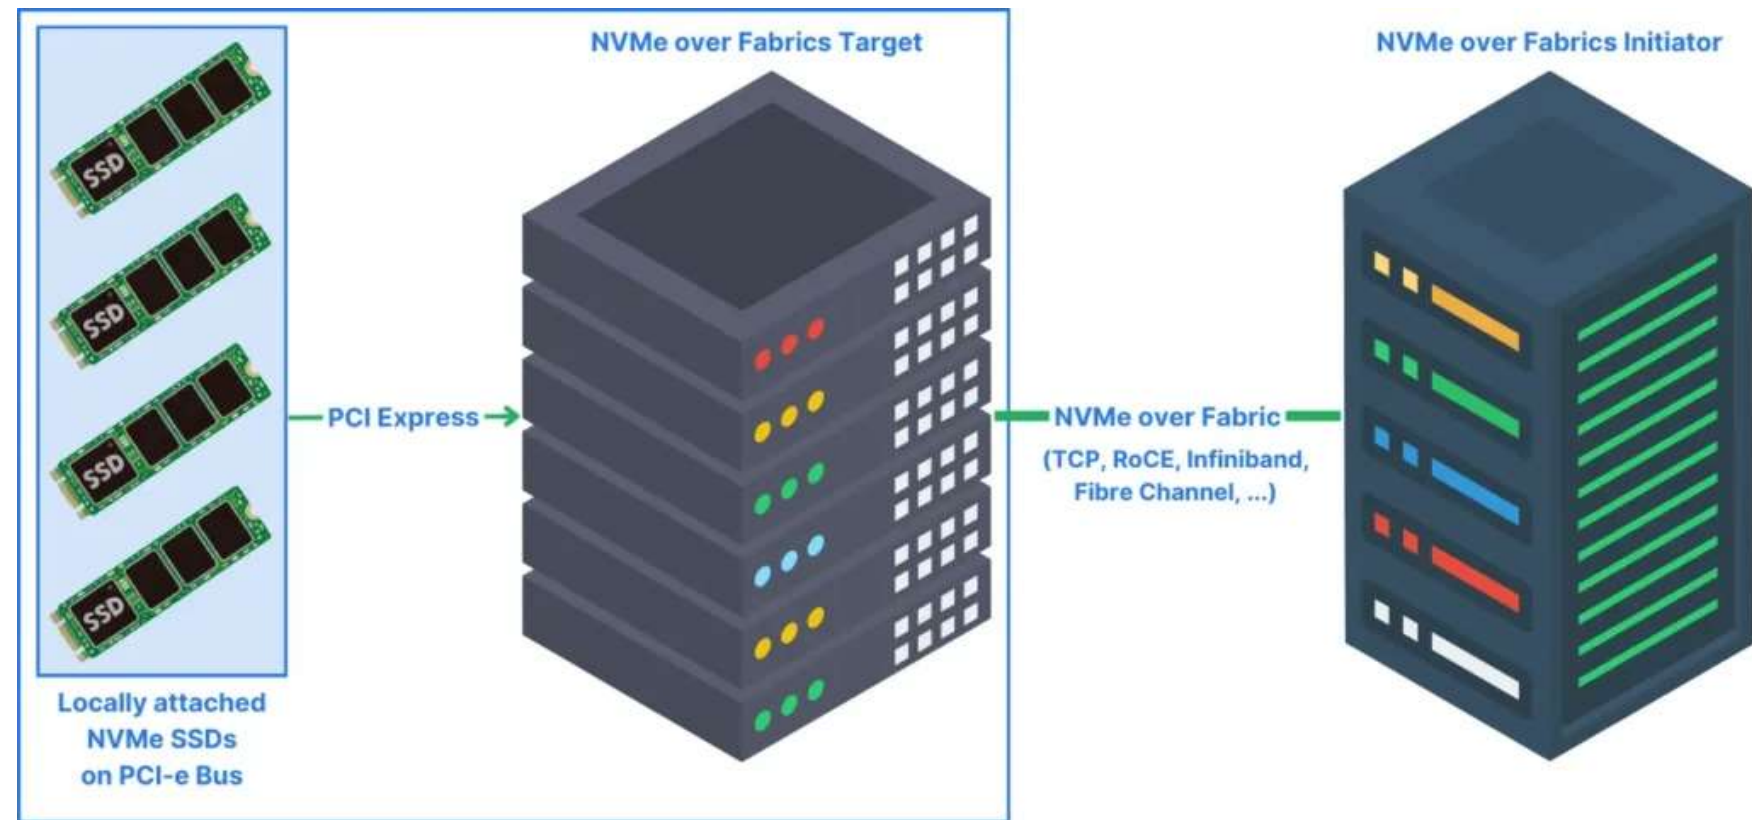 NVMe over Fabrics Target
NVMe over Fabrics Initiator
SSD
SSD
SSD
SSD
PCI Express
NVMe over Fabric
(TCP, RoCE, Infiniband,
Fibre Channel, ...)
Locally attached
NVMe SSDs
on PCI-e Bus